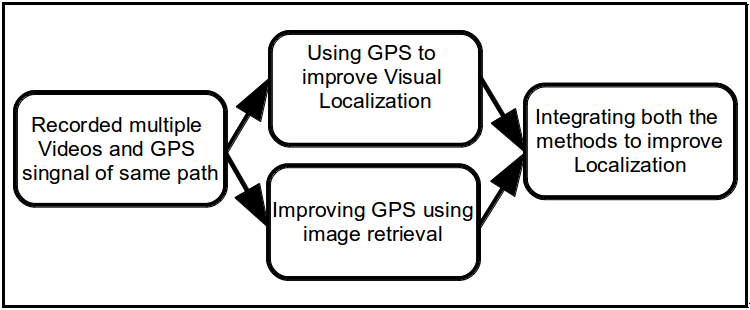 Recorded multiple
Videos and GPS
singnal of same path
Using GPS to
improve Visual
Localization
Improving GPS using
image retrieval
Integrating both the
methods to improve
Localization